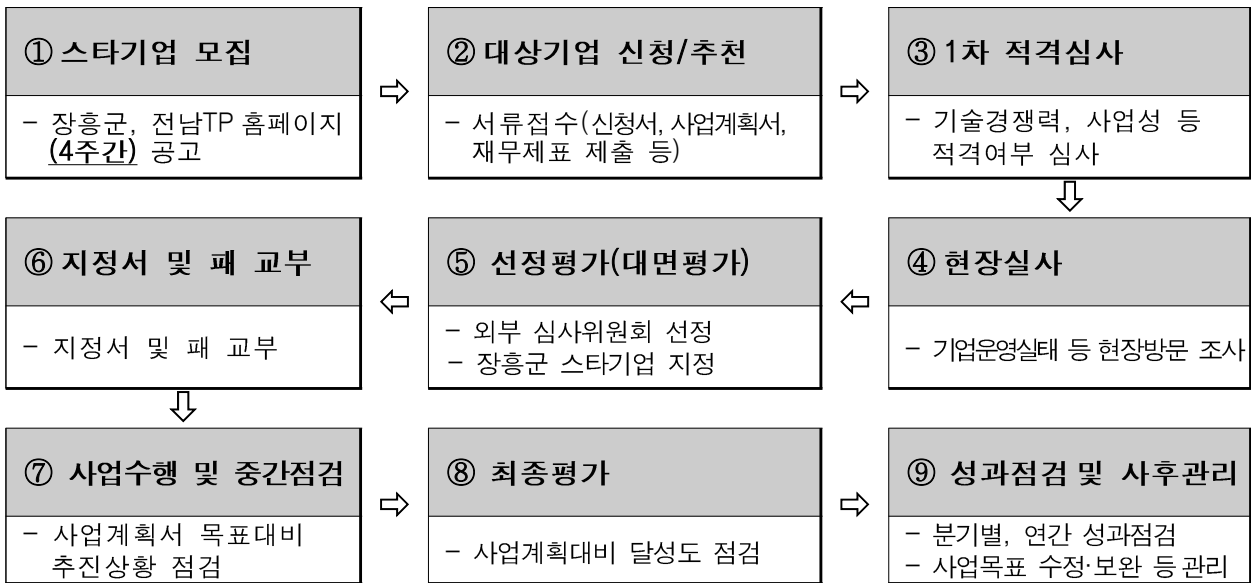 ① 스타기업 모집
- 장흥군, 전남TP 홈페이지
(4주간) 공고
② 대상기업 신청/추천
- 서류접수(신청서, 사업계획서,
재무제표 제출 등)
③ 1차 적격심사
- 기술경쟁력, 사업성 등
적격여부 심사
④ 현장실사
- 기업운영실태 등 현장방문 조사
⑤ 선정평가(대면평가)
- 외부 심사위원회 선정
- 장흥군 스타기업 지정
⑥ 지정서 및 패 교부
- 지정서 및 패 교부
⑦ 사업수행 및 중간점검
- 사업계획서 목표대비
추진상황 점검
⑧ 최종평가
- 사업계획대비 달성도 점검
⑨ 성과점검 및 사후관리
- 분기별, 연간 성과점검
- 사업목표 수정·보완 등 관리